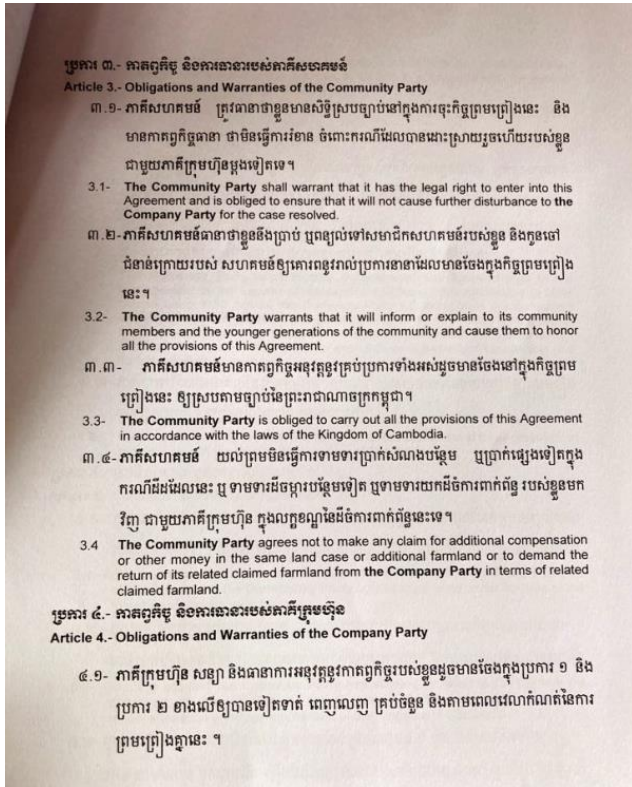 ប្រការ ៣.- កាតព្វកិច្ច និងការធានារបស់ភាគីសហគមន៍
Article 3.- Obligations and Warranties of the Community Party
៣.១- ភាគីសហគមន៍ ត្រូវធានាថាខ្លួនមានសិទ្ធិស្របច្បាប់នៅក្នុងការចុះកិច្ចព្រមព្រៀងនេះ និង
មានកាតព្វកិច្ចធានា ថាមិនធ្វើការរំខាន ចំពោះករណីដែលបានដោះស្រាយរួចហើយរបស់ខ្លួន
ជាមួយភាគីក្រុមហ៊ុនម្តងទៀតទេ។
3.1- The Community Party shall warrant that it has the legal right to enter into this
Agreement and is obliged to ensure that it will not cause further disturbance to the
Company Party for the case resolved.
៣.២-ភាគីសហគមន៍ធានាថាខ្លួននឹងប្រាប់ ឬពន្យល់ទៅសមាជិកសហគមន៍របស់ខ្លួន និងកូនចៅ
ជំនាន់ក្រោយរបស់ សហគមន៍ឲ្យគោរពនូវរាល់ប្រការនានាដែលមានចែងក្នុងកិច្ចព្រមព្រៀង
នេះ។
3.2- The Community Party warrants that it will inform or explain to its community
members and the younger generations of the community and cause them to honor
all the provisions of this Agreement.
៣.៣- ភាគីសហគមន៍មានកាតព្វកិច្ចអនុវត្តនូវគ្រប់ប្រការទាំងអស់ដូចមានចែងនៅក្នុងកិច្ចព្រម
ព្រៀងនេះ ឲ្យស្របតាមច្បាប់នៃព្រះរាជាណាចក្រកម្ពុជា។
3.3- The Community Party is obliged to carry out all the provisions of this Agreement
in accordance with the laws of the Kingdom of Cambodia.
៣.៤-ភាគីសហគមន៍ យល់ព្រមមិនធ្វើការទាមទារប្រាក់សំណងបន្ថែម ឬប្រាក់ផ្សេងទៀតក្នុង
ករណីដីដដែលនេះ ឬ ទាមទារដីចម្ការបន្ថែមទៀត ឬទាមទារយកដីចំការពាក់ព័ន្ធ របស់ខ្លួនមក
វិញ ជាមួយភាគីក្រុមហ៊ុន ក្នុងលក្ខខណ្ឌនៃដីចំការពាក់ព័ន្ធនេះទេ។
3.4 The Community Party agrees not to make any claim for additional compensation
or other money in the same land case or additional farmland or to demand the
return of its related claimed farmland from the Company Party in terms of related
claimed farmland.
ប្រការ ៤.- កាតព្វកិច្ច និងការធានារបស់ភាគីក្រុមហ៊ុន
Article 4.- Obligations and Warranties of the Company Party
៤.១- ភាគីក្រុមហ៊ុន សន្យា និងធានាការអនុវត្តនូវកាតព្វកិច្ចរបស់ខ្លួនដូចមានចែងក្នុងប្រការ ១ និង
ប្រការ ២ ខាងលើឲ្យបានទៀតទាត់ ពេញលេញ គ្រប់ចំនួន និងតាមពេលវេលាកំណត់នៃការ
ព្រមព្រៀងគ្នានេះ ។